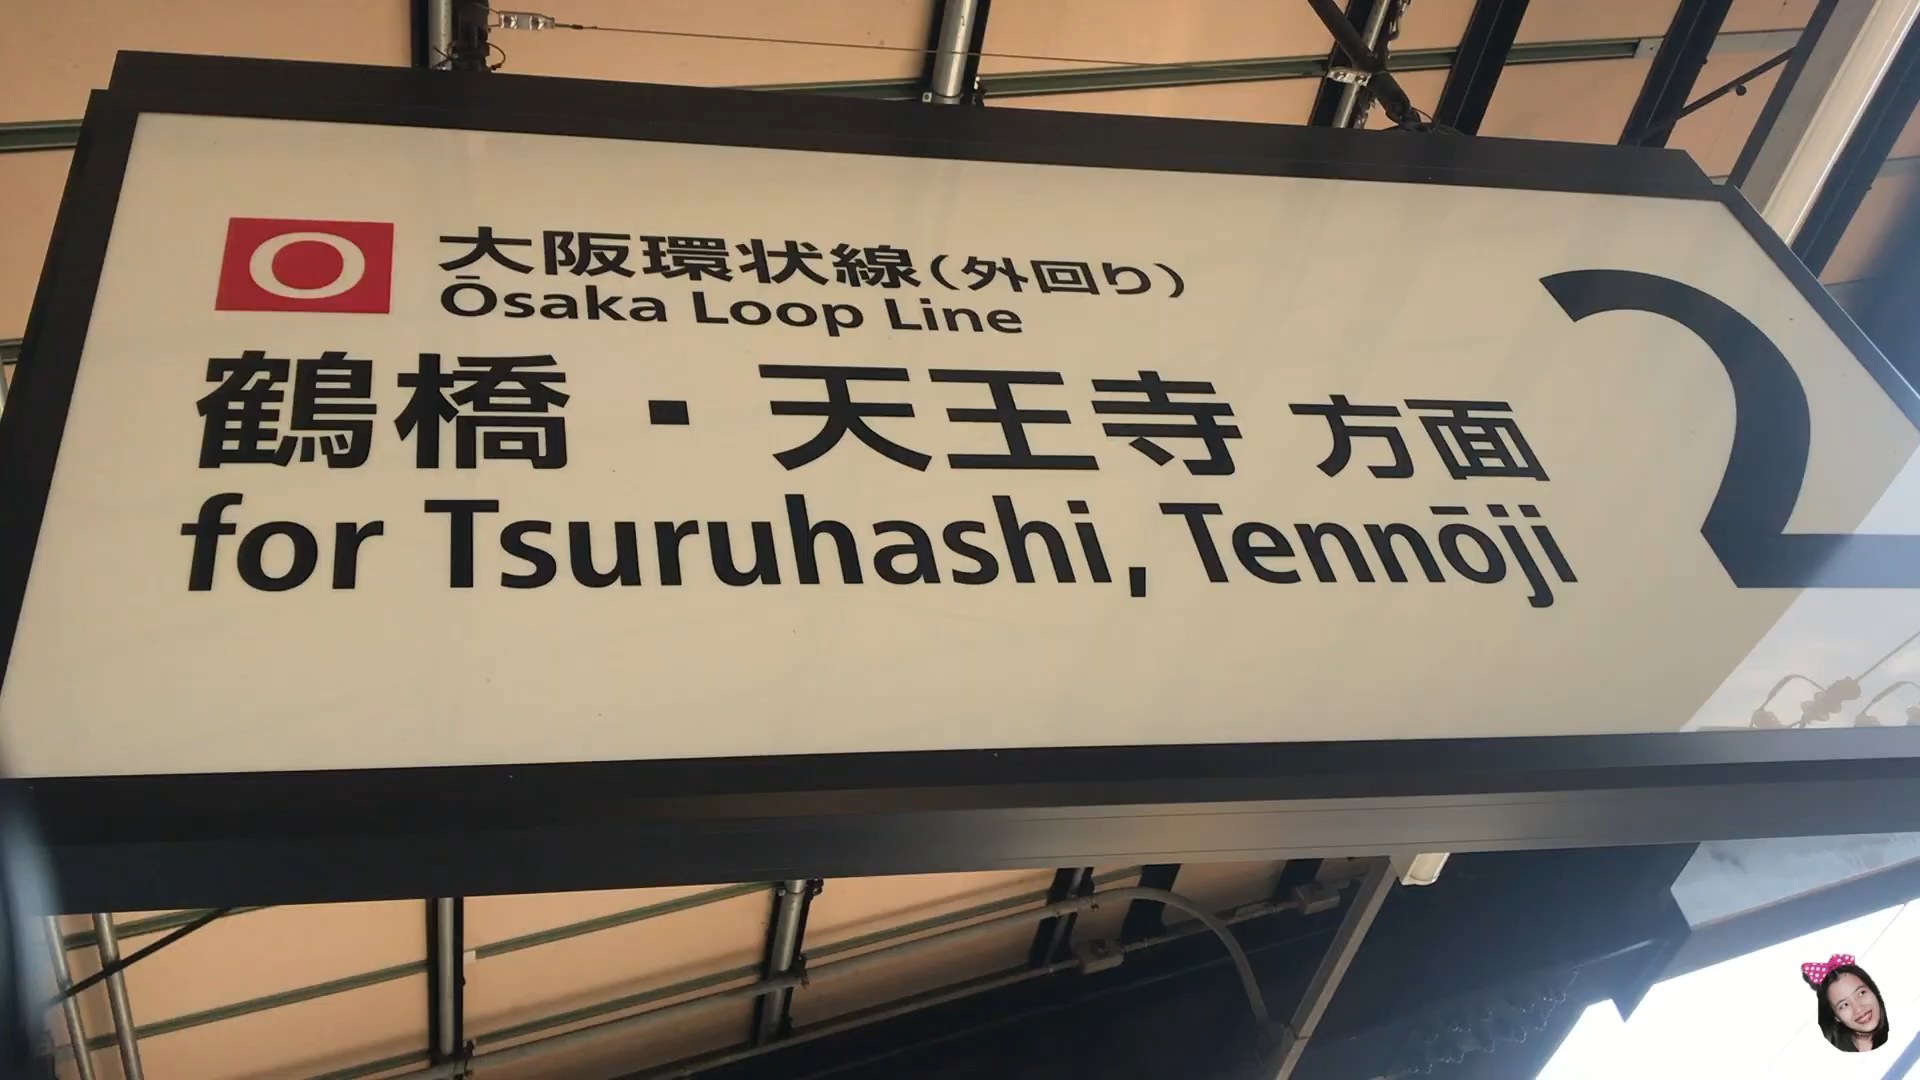 O 大阪環状線(外回り)
Ōsaka Loop Line
鶴橋・天王寺 方面
for Tsuruhashi, Tennōji
2